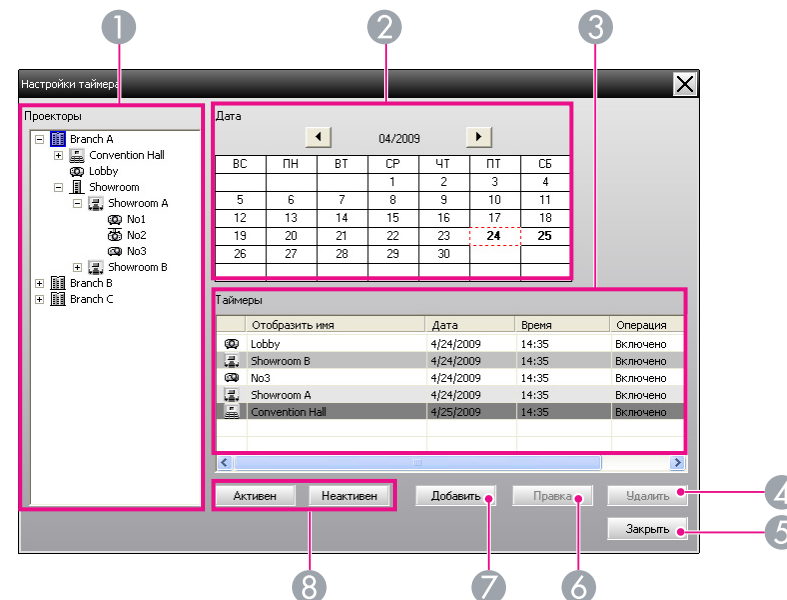 1 2 3
Настройки таймера
Проекторы
Branch A
Convention Hall
Lobby
Showroom
Showroom A
No1
No2
No3
Showroom B
Branch B
Branch C
Дата
04/2009
ВС ПН ВТ СР ЧТ ПТ СБ
1 2 3 4
5 6 7 8 9 10 11
12 13 14 15 16 17 18
19 20 21 22 23 24 25
26 27 28 29 30
Таймеры
Отобразить имя Дата Время Операция
Lobby 4/24/2009 14:35 Включено
Showroom B 4/24/2009 14:35 Включено
No3 4/24/2009 14:35 Включено
Showroom A 4/24/2009 14:35 Включено
Convention Hall 4/25/2009 14:35 Включено
Активен Неактивен Добавить Правка Удалить 4
Закрыть 5
8 7 6